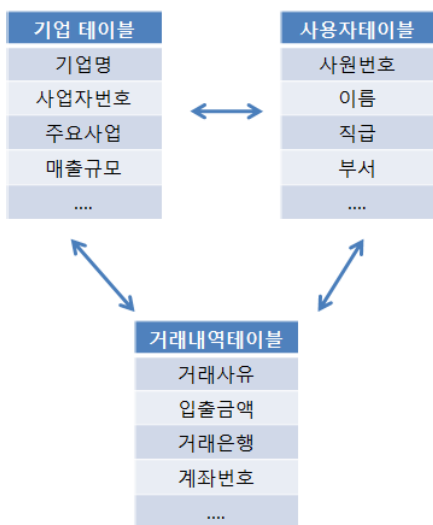 기업 테이블
기업명
사업자번호
주요사업
매출규모
....
사용자테이블
사원번호
이름
직급
부서
....
거래내역테이블
거래사유
입출금액
거래은행
계좌번호
....